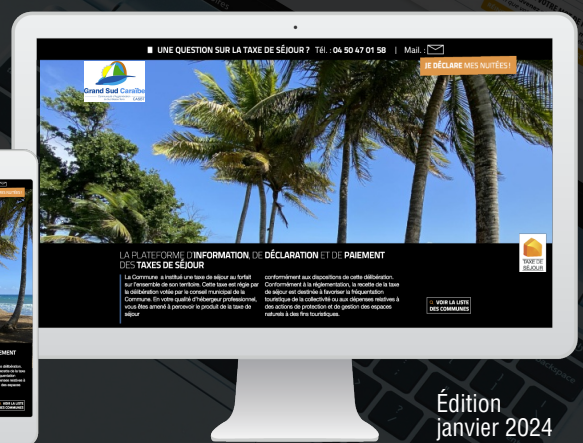 UNE QUESTION SUR LA TAXE DE SÉJOUR ? Tél. : 04 50 47 01 58 | Mail. :
JE DÉCLARE MES NUITÉES !
Grand Sud Caraïbe
LA PLATEFORME D'INFORMATION, DE DÉCLARATION ET DE PAIEMENT
DES TAXES DE SÉJOUR
La Commune a institué une taxe de séjour au forfait
sur l'ensemble de son territoire. Cette taxe est régie par
la délibération votée par le conseil municipal de la
Commune. En votre qualité d'hébergeur professionnel,
vous êtes amené à percevoir le produit de la taxe de
séjour
conformément aux dispositions de cette délibération.
Conformément à la réglementation, la recette de la taxe
de séjour est destinée à favoriser la fréquentation
touristique de la collectivité ou aux dépenses relatives à
des actions de protection et de gestion des espaces
naturels à des fins touristiques.
TAXE DE
SÉJOUR
VOIR LA LISTE
DES COMMUNES
VOIR LA LISTE
DES COMMUNES
Édition
janvier 2024